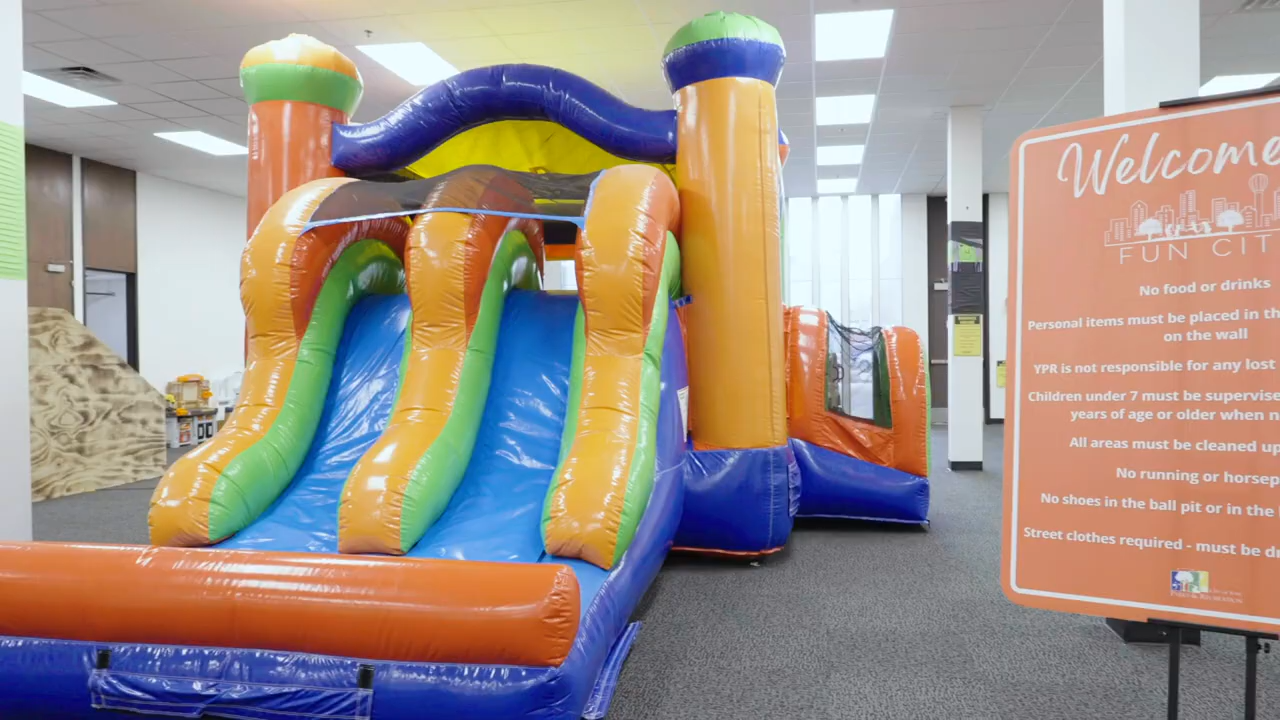 Welcome
FUN CIT
No food or drinks
Personal items must be placed in th
on the wall
YPR is not responsible for any lost
Children under 7 must be supervise
years of age or older when n
All areas must be cleaned up
No running or horsep
No shoes in the ball pit or in the
Street clothes required - must be dr
PARKS & RECREATION